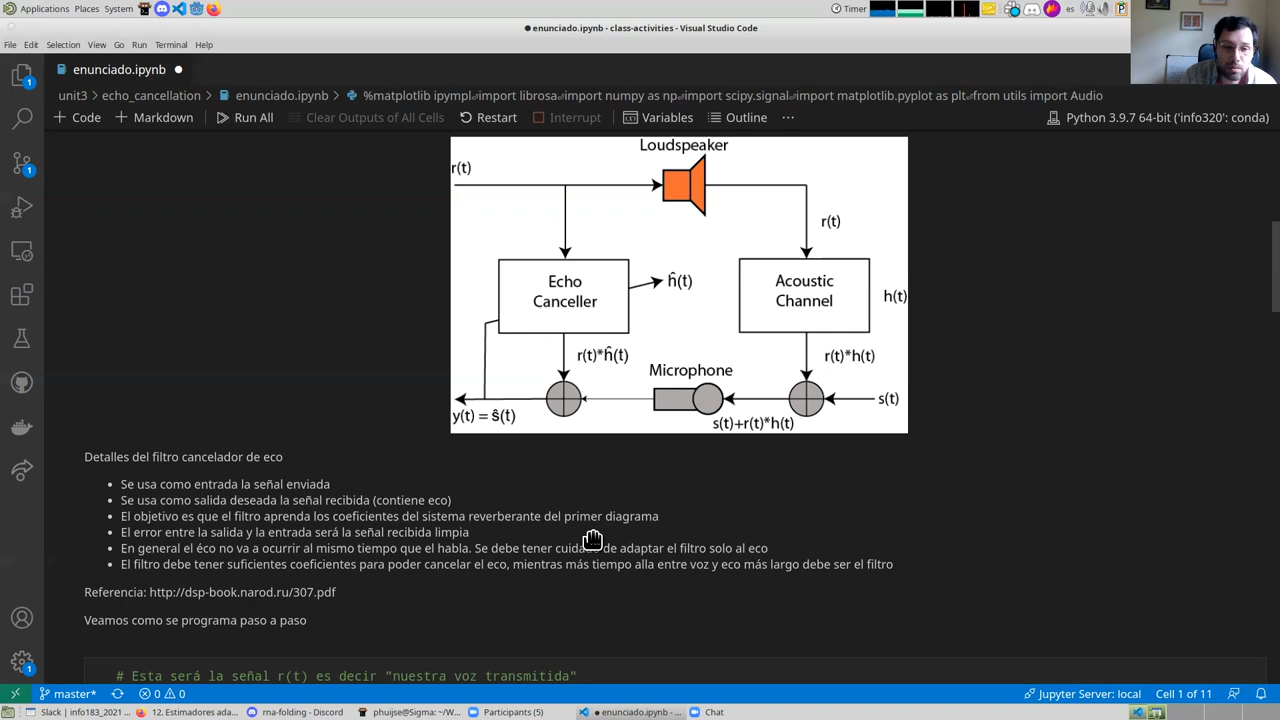 Applications Places System Timer es
enunciado.ipynb - class-activities - Visual Studio Code
File Edit Selection View Go Run Terminal Help
enunciado.ipynb
unit3 > echo_cancellation > enunciado.ipynb > %matplotlib ipympl⏎import librosa⏎import numpy as np⏎import scipy.signal⏎import matplotlib.pyplot as plt⏎from utils import Audio
+ Code + Markdown Run All Clear Outputs of All Cells Restart Interrupt Variables Outline ··· Python 3.9.7 64-bit ('info320': conda)
Loudspeaker
r(t)
r(t)
Echo
Canceller
ĥ(t)
Acoustic
Channel
h(t)
r(t)*ĥ(t)
r(t)*h(t)
Microphone
s(t)
y(t) = ŝ(t)
s(t)+r(t)*h(t)
Detalles del filtro cancelador de eco
• Se usa como entrada la señal enviada
• Se usa como salida deseada la señal recibida (contiene eco)
• El objetivo es que el filtro aprenda los coeficientes del sistema reverberante del primer diagrama
• El error entre la salida y la entrada será la señal recibida limpia
• En general el éco no va a ocurrir al mismo tiempo que el habla. Se debe tener cuidado de adaptar el filtro solo al eco
• El filtro debe tener suficientes coeficientes para poder cancelar el eco, mientras más tiempo alla entre voz y eco más largo debe ser el filtro
Referencia: http://dsp-book.narod.ru/307.pdf
Veamos como se programa paso a paso
# Esta será la señal r(t) es decir "nuestra voz transmitida"
master* 0 0 Jupyter Server: local Cell 1 of 11
Slack | info183_2021 ... 12. Estimadores ada... rna-folding - Discord phuijse@Sigma: ~/W... Participants (5) enunciado.ipynb - ... Chat